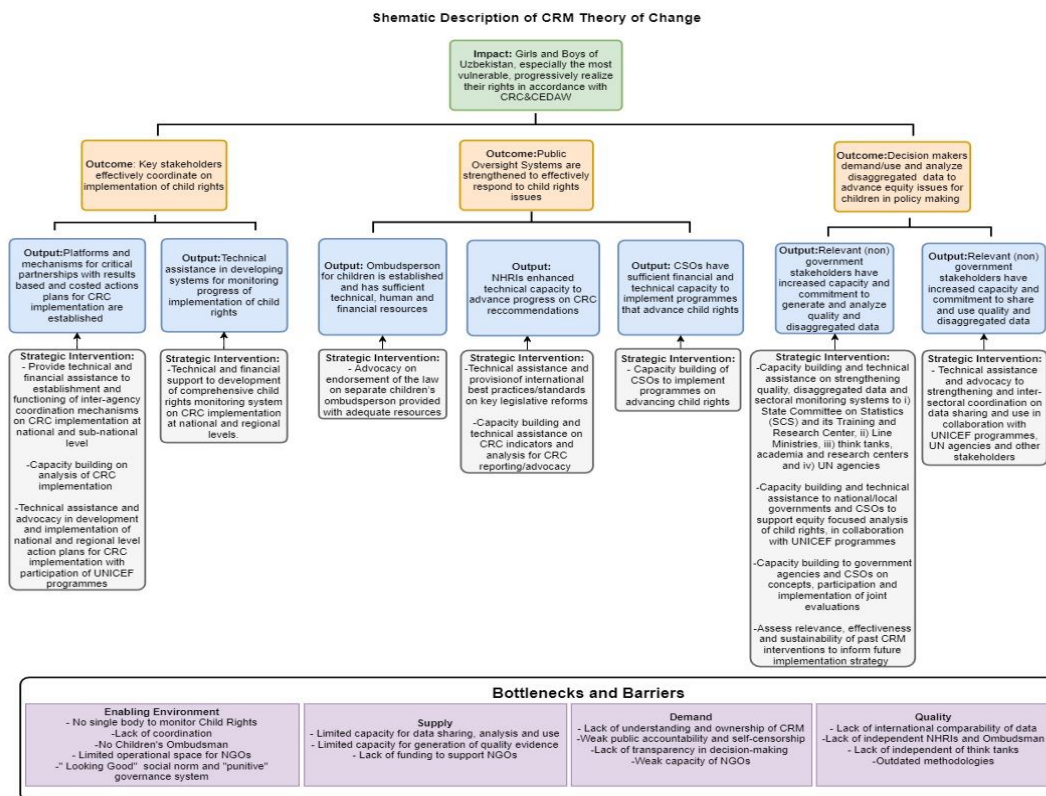 Shematic Description of CRM Theory of Change
Impact: Girls and Boys of
Uzbekistan, especially the most
vulnerable, progressively realize
their rights in accordance with
CRC&CEDAW
Outcome: Key stakeholders
effectively coordinate on
implementation of child rights
Outcome:Public
Oversight Systems are
strengthened to effectively
respond to child rights
issues
Outcome:Decision makers
demand/use and analyze
disaggregated data to
advance equity issues for
children in policy making
Output:Platforms and
mechanisms for critical
partnerships with results
based and costed actions
plans for CRC
implementation are
established
Output:Technical
assistance in developing
systems for monitoring
progress of
implementation of child
rights
Output: Ombudsperson
for children is established
and has sufficient
technical, human and
financial resources
Output:
NHRIs enhanced
technical capacity to
advance progress on CRC
reccommendations
Output: CSOs have
sufficient financial and
technical capacity to
implement programmes
that advance child rights
Output:Relevant (non)
government
stakeholders have
increased capacity and
commitment to
generate and analyze
quality and
disaggregated data
Output:Relevant (non)
government
stakeholders have
increased capacity and
commitment to share
and use quality and
disaggregated data
Strategic Intervention:
- Provide technical and
financial assistance to
establishment and
functioning of inter-agency
coordination mechanisms
on CRC implementation at
national and sub-national
level
-Capacity building on
analysis of CRC
implementation
-Technical assistance and
advocacy in development
and implementation of
national and regional level
action plans for CRC
implementation with
participation of UNICEF
programmes
Strategic Intervention:
-Technical and financial
support to development
of comprehensive child
rights monitoring system
on CRC implementation
at national and regional
levels.
Strategic Intervention:
- Advocacy on
endorsement of the law
on separate children's
ombudsperson provided
with adequate resources
Strategic Intervention:
-Technical assistance and
provisionof international
best practices/standards
on key legislative reforms
-Capacity building and
technical assistance on
CRC indicators and
analysis for CRC
reporting/advocacy
Strategic Intervention:
- Capacity building of
CSOs to implement
programmes on
advancing child rights
Strategic Intervention:
-Capacity building and
technical assistance on
strengthening
quality, disaggregated data and
sectoral monitoring systems to i)
State Committee on Statistics
(SCS) and its Training and
Research Center, ii) Line
Ministries, iii) think tanks,
academia and research centers
and iv) UN agencies
-Capacity building and technical
assistance to national/local
governments and CSOs to
support equity focused analysis
of child rights, in collaboration
with UNICEF programmes
-Capacity building to government
agencies and CSOs on
concepts, participation and
implementation of joint
evaluations
-Assess relevance, effectiveness
and sustainability of past CRM
interventions to inform future
implementation strategy
Strategic Intervention:
- Technical assistance
and advocacy to
strengthening and inter-
sectoral coordination on
data sharing and use in
collaboration with
UNICEF programmes,
UN agencies and other
stakeholders
Bottlenecks and Barriers
Enabling Environment
- No single body to monitor Child Rights
-Lack of coordination
-No Children's Ombudsman
- Limited operational space for NGOs
-" Looking Good" social norm and "punitive"
governance system
Supply
- Limited capacity for data sharing, analysis and use
- Limited capacity for generation of quality evidence
- Lack of funding to support NGOs
Demand
- Lack of understanding and ownership of CRM
-Weak public accountability and self-censorship
-Lack of transparency in decision-making
-Weak capacity of NGOs
Quality
- Lack of international comparability of data
-Lack of independent NHRIs and Ombudsman
- Lack of independent of think tanks
-Outdated methodologies